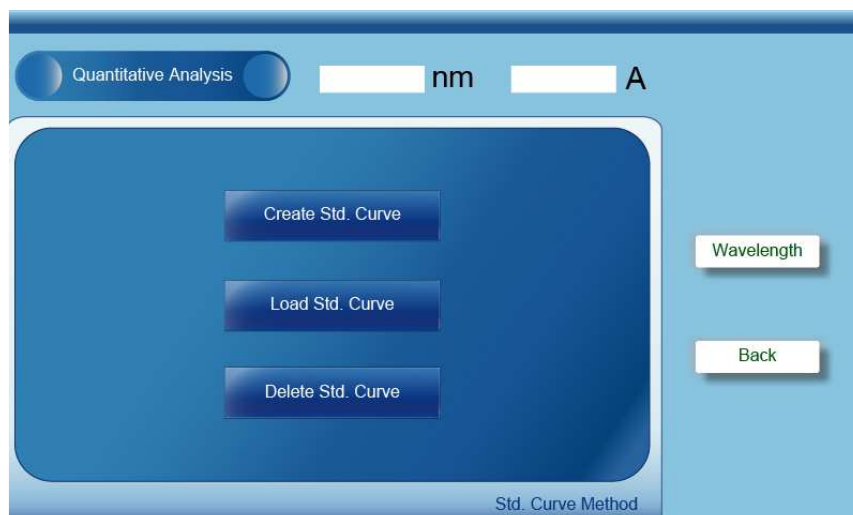 Quantitative Analysis
nm
A
Create Std. Curve
Load Std. Curve
Delete Std. Curve
Wavelength
Back
Std. Curve Method